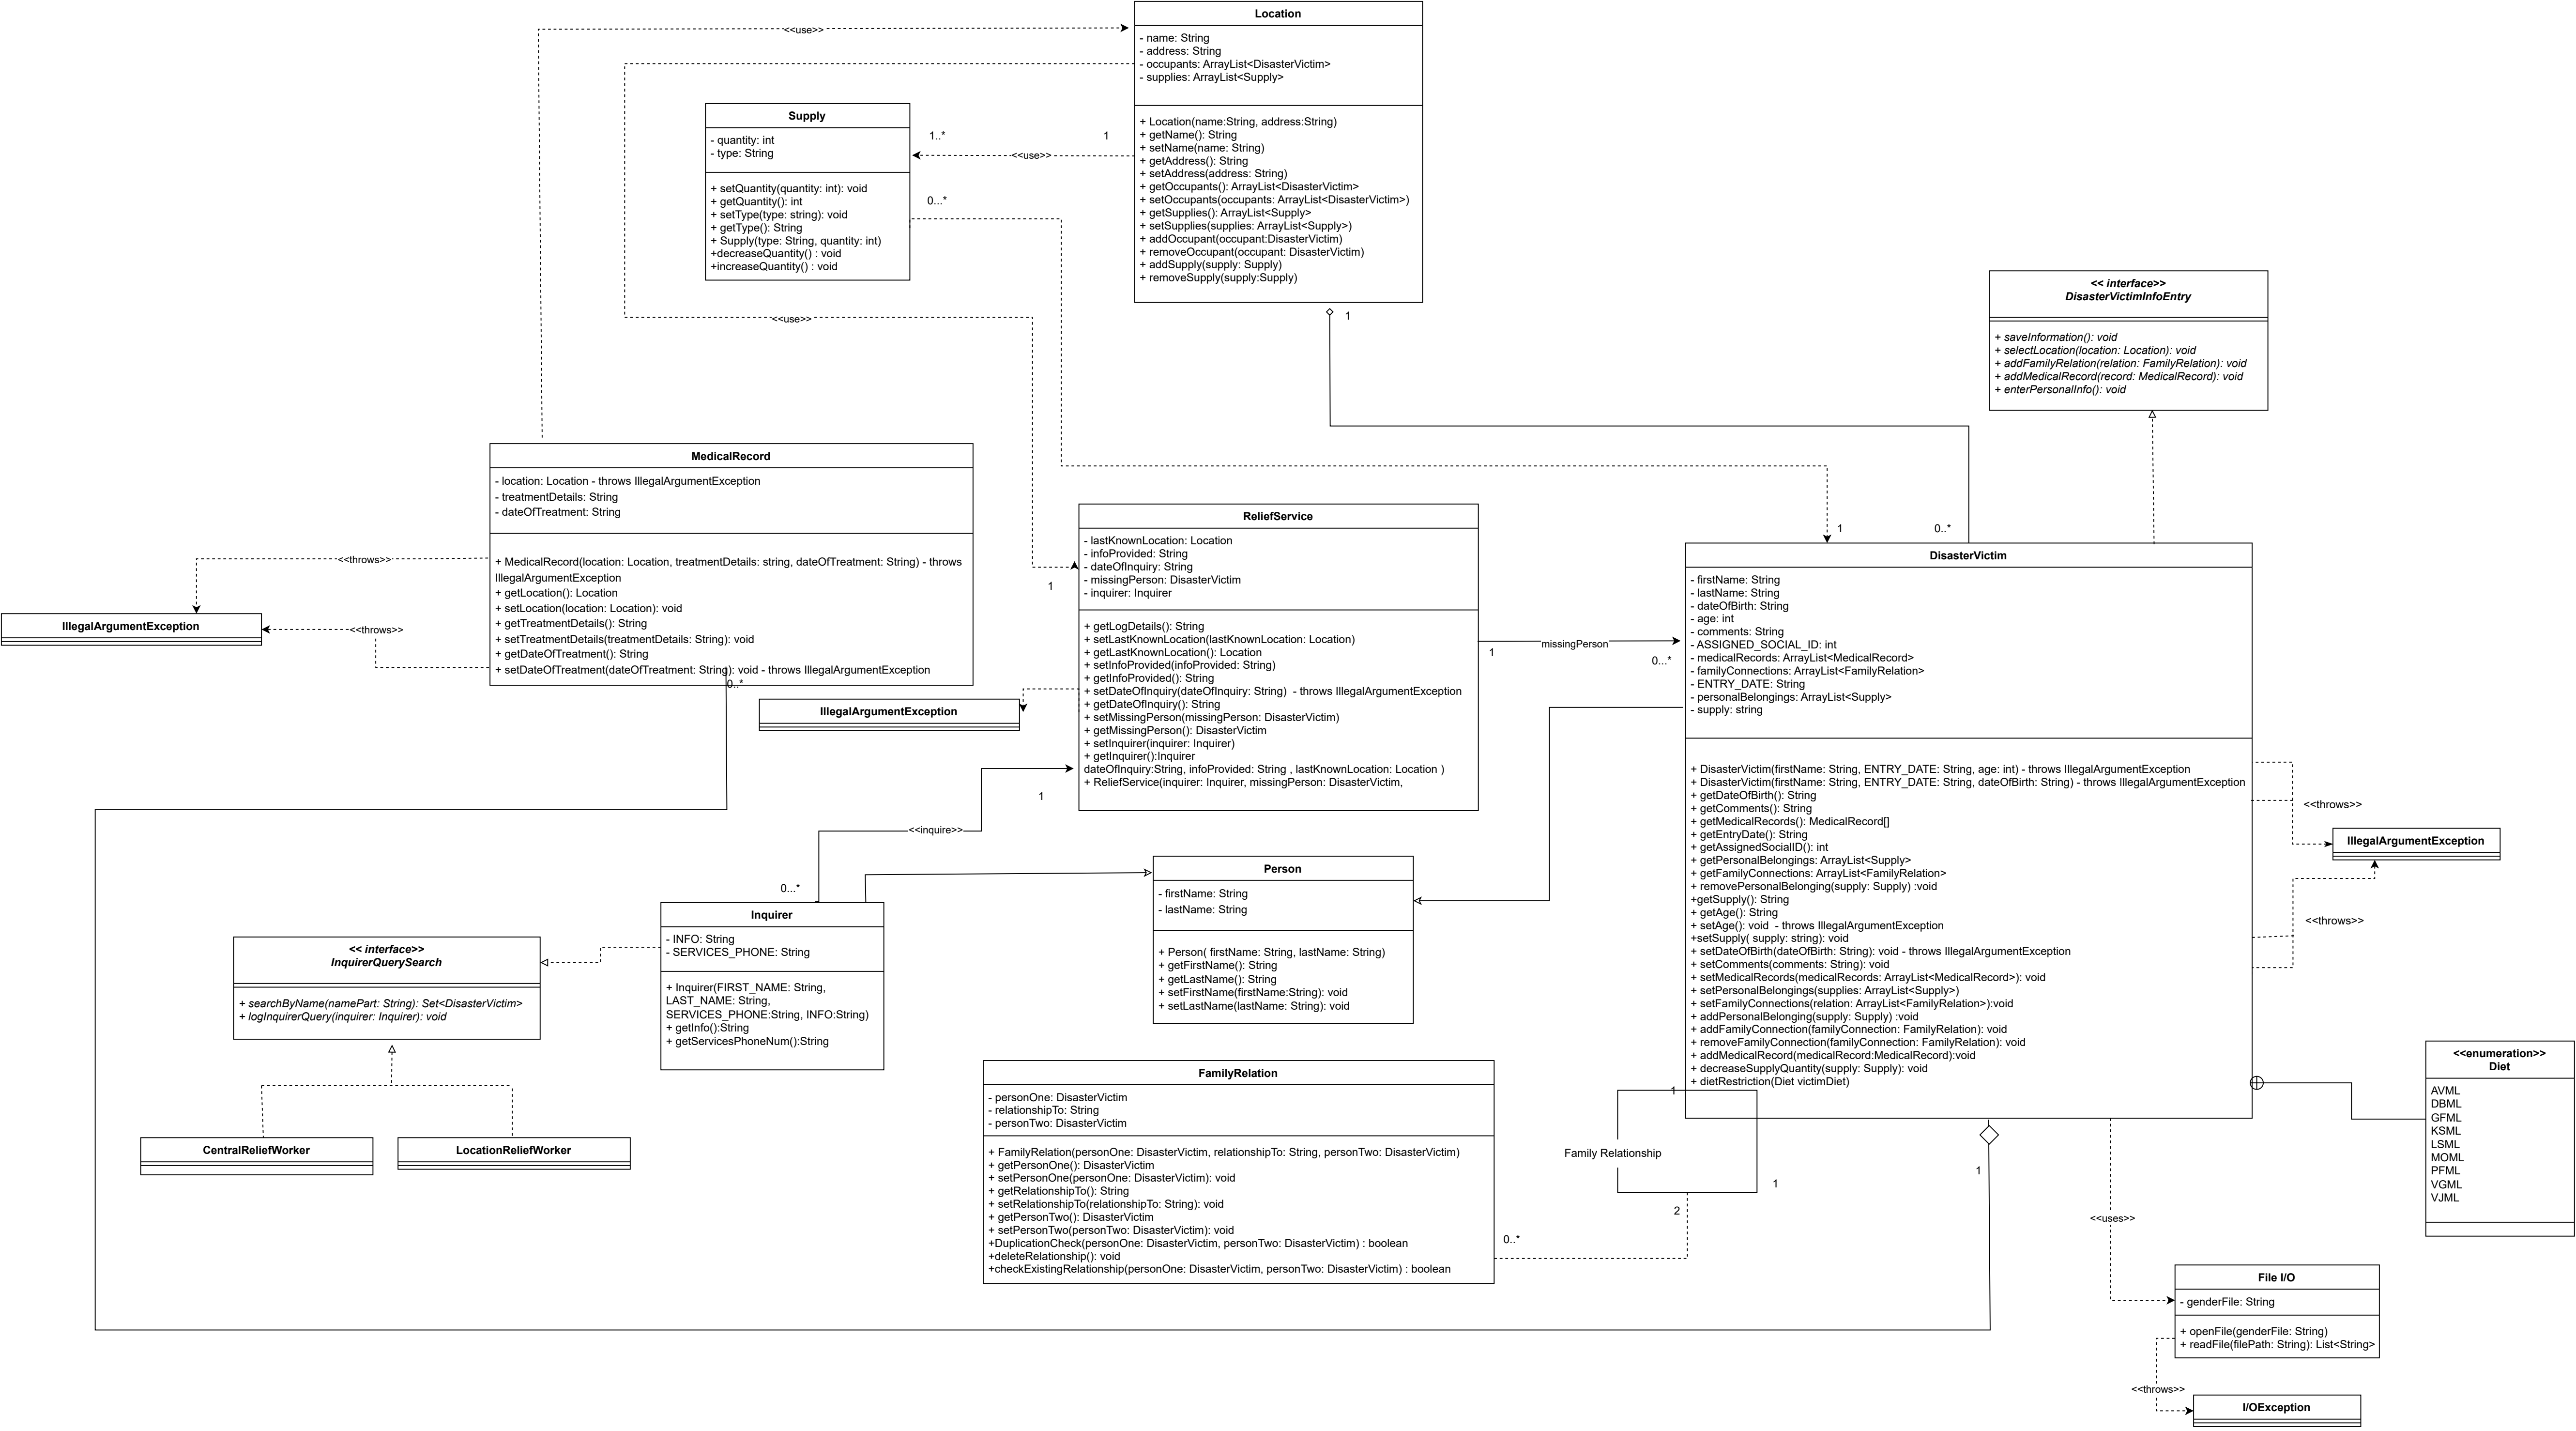 Location
- name: String
- address: String
- occupants: ArrayList<DisasterVictim>
- supplies: ArrayList<Supply>
+ Location(name:String, address:String)
+ getName(): String
+ setName(name: String)
+ getAddress(): String
+ setAddress(address: String)
+ getOccupants(): ArrayList<DisasterVictim>
+ setOccupants(occupants: ArrayList<DisasterVictim>)
+ getSupplies(): ArrayList<Supply>
+ setSupplies(supplies: ArrayList<Supply>)
+ addOccupant(occupant:DisasterVictim)
+ removeOccupant(occupant: DisasterVictim)
+ addSupply(supply: Supply)
+ removeSupply(supply:Supply)
<<use>>
Supply
- quantity: int
- type: String
+ setQuantity(quantity: int): void
+ getQuantity(): int
+ setType(type: string): void
+ getType(): String
+ Supply(type: String, quantity: int)
+decreaseQuantity() : void
+increaseQuantity() : void
1..*
1
<<use>>
0...*
<<use>>
1
<< interface>>
DisasterVictimInfoEntry
+ saveInformation(): void
+ selectLocation(location: Location): void
+ addFamilyRelation(relation: FamilyRelation): void
+ addMedicalRecord(record: MedicalRecord): void
+ enterPersonalInfo(): void
MedicalRecord
- location: Location - throws IllegalArgumentException
- treatmentDetails: String
- dateOfTreatment: String
+ MedicalRecord(location: Location, treatmentDetails: string, dateOfTreatment: String) - throws
IllegalArgumentException
+ getLocation(): Location
+ setLocation(location: Location): void
+ getTreatmentDetails(): String
+ setTreatmentDetails(treatmentDetails: String): void
+ getDateOfTreatment(): String
+ setDateOfTreatment(dateOfTreatment: String): void - throws IllegalArgumentException
0..*
<<throws>>
IllegalArgumentException
<<throws>>
ReliefService
- lastKnownLocation: Location
- infoProvided: String
- dateOfInquiry: String
- missingPerson: DisasterVictim
- inquirer: Inquirer
+ getLogDetails(): String
+ setLastKnownLocation(lastKnownLocation: Location)
+ getLastKnownLocation(): Location
+ setInfoProvided(infoProvided: String)
+ getInfoProvided(): String
+ setDateOfInquiry(dateOfInquiry: String)  - throws IllegalArgumentException
+ getDateOfInquiry(): String
+ setMissingPerson(missingPerson: DisasterVictim)
+ getMissingPerson(): DisasterVictim
+ setInquirer(inquirer: Inquirer)
+ getInquirer():Inquirer
dateOfInquiry:String, infoProvided: String , lastKnownLocation: Location )
+ ReliefService(inquirer: Inquirer, missingPerson: DisasterVictim,
1
IllegalArgumentException
1
missingPerson
1
0...*
1
0..*
DisasterVictim
- firstName: String
- lastName: String
- dateOfBirth: String
- age: int
- comments: String
- ASSIGNED_SOCIAL_ID: int
- medicalRecords: ArrayList<MedicalRecord>
- familyConnections: ArrayList<FamilyRelation>
- ENTRY_DATE: String
- personalBelongings: ArrayList<Supply>
- supply: string
+ DisasterVictim(firstName: String, ENTRY_DATE: String, age: int) - throws IllegalArgumentException
+ DisasterVictim(firstName: String, ENTRY_DATE: String, dateOfBirth: String) - throws IllegalArgumentException
+ getDateOfBirth(): String
+ getComments(): String
+ getMedicalRecords(): MedicalRecord[]
+ getEntryDate(): String
+ getAssignedSocialID(): int
+ getPersonalBelongings: ArrayList<Supply>
+ getFamilyConnections: ArrayList<FamilyRelation>
+ removePersonalBelonging(supply: Supply) :void
+getSupply(): String
+ getAge(): String
+ setAge(): void  - throws IllegalArgumentException
+setSupply( supply: string): void
+ setDateOfBirth(dateOfBirth: String): void - throws IllegalArgumentException
+ setComments(comments: String): void
+ setMedicalRecords(medicalRecords: ArrayList<MedicalRecord>): void
+ setPersonalBelongings(supplies: ArrayList<Supply>)
+ setFamilyConnections(relation: ArrayList<FamilyRelation>):void
+ addPersonalBelonging(supply: Supply) :void
+ addFamilyConnection(familyConnection: FamilyRelation): void
+ removeFamilyConnection(familyConnection: FamilyRelation): void
+ addMedicalRecord(medicalRecord:MedicalRecord):void
+ decreaseSupplyQuantity(supply: Supply): void
+ dietRestriction(Diet victimDiet)
<<throws>>
IllegalArgumentException
<<throws>>
<<inquire>>
0...*
Inquirer
- INFO: String
- SERVICES_PHONE: String
+ Inquirer(FIRST_NAME: String,
LAST_NAME: String,
SERVICES_PHONE:String, INFO:String)
+ getInfo():String
+ getServicesPhoneNum():String
Person
- firstName: String
- lastName: String
+ Person( firstName: String, lastName: String)
+ getFirstName(): String
+ getLastName(): String
+ setFirstName(firstName:String): void
+ setLastName(lastName: String): void
<< interface>>
InquirerQuerySearch
+ searchByName(namePart: String): Set<DisasterVictim>
+ logInquirerQuery(inquirer: Inquirer): void
CentralReliefWorker
LocationReliefWorker
FamilyRelation
- personOne: DisasterVictim
- relationshipTo: String
- personTwo: DisasterVictim
+ FamilyRelation(personOne: DisasterVictim, relationshipTo: String, personTwo: DisasterVictim)
+ getPersonOne(): DisasterVictim
+ setPersonOne(personOne: DisasterVictim): void
+ getRelationshipTo(): String
+ setRelationshipTo(relationshipTo: String): void
+ getPersonTwo(): DisasterVictim
+ setPersonTwo(personTwo: DisasterVictim): void
+DuplicationCheck(personOne: DisasterVictim, personTwo: DisasterVictim) : boolean
+deleteRelationship(): void
+checkExistingRelationship(personOne: DisasterVictim, personTwo: DisasterVictim) : boolean
1
Family Relationship
1
2
0..*
1
<<enumeration>>
Diet
AVML
DBML
GFML
KSML
LSML
MOML
PFML
VGML
VJML
<<uses>>
File I/O
- genderFile: String
+ openFile(genderFile: String)
+ readFile(filePath: String): List<String>
<<throws>>
I/OException